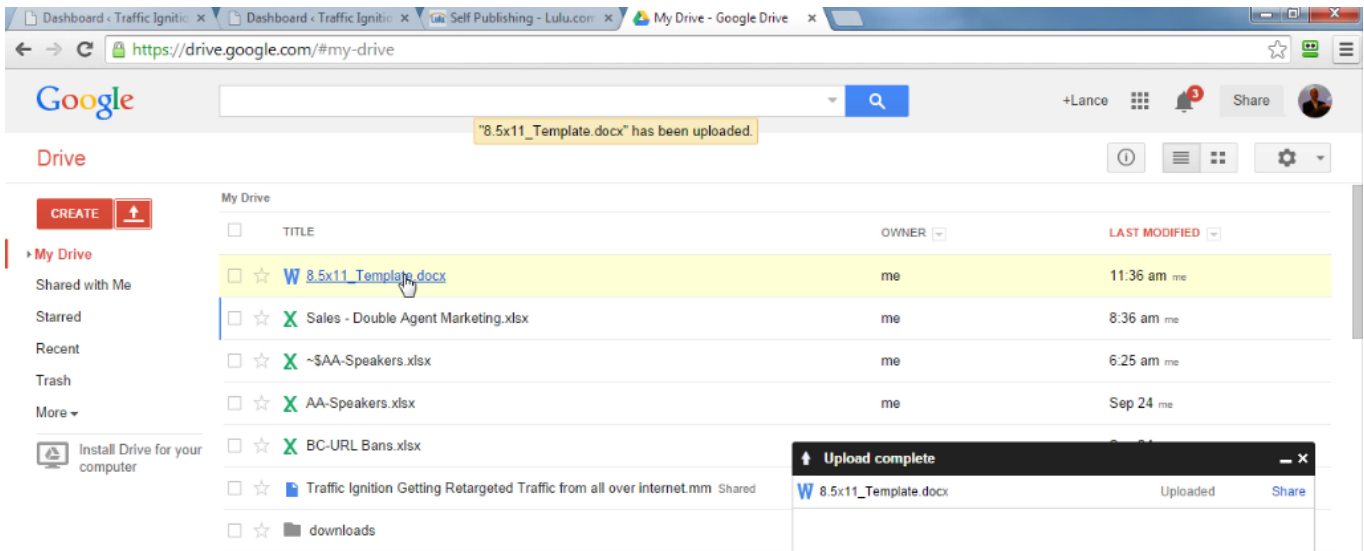 Dashboard ‹ Traffic Ignitio
Dashboard ‹ Traffic Ignitio
Self Publishing - Lulu.com
My Drive - Google Drive
https://drive.google.com/#my-drive
Google
+Lance
3
Share
"8.5x11_Template.docx" has been uploaded.
Drive
CREATE
My Drive
TITLE OWNER LAST MODIFIED
My Drive
Shared with Me
Starred
Recent
Trash
More
Install Drive for your
computer
8.5x11_Template.docx me 11:36 am me
Sales - Double Agent Marketing.xlsx me 8:36 am me
~$AA-Speakers.xlsx me 6:25 am me
AA-Speakers.xlsx me Sep 24 me
BC-URL Bans.xlsx
Traffic Ignition Getting Retargeted Traffic from all over internet.mm Shared
downloads
Upload complete
8.5x11_Template.docx Uploaded Share